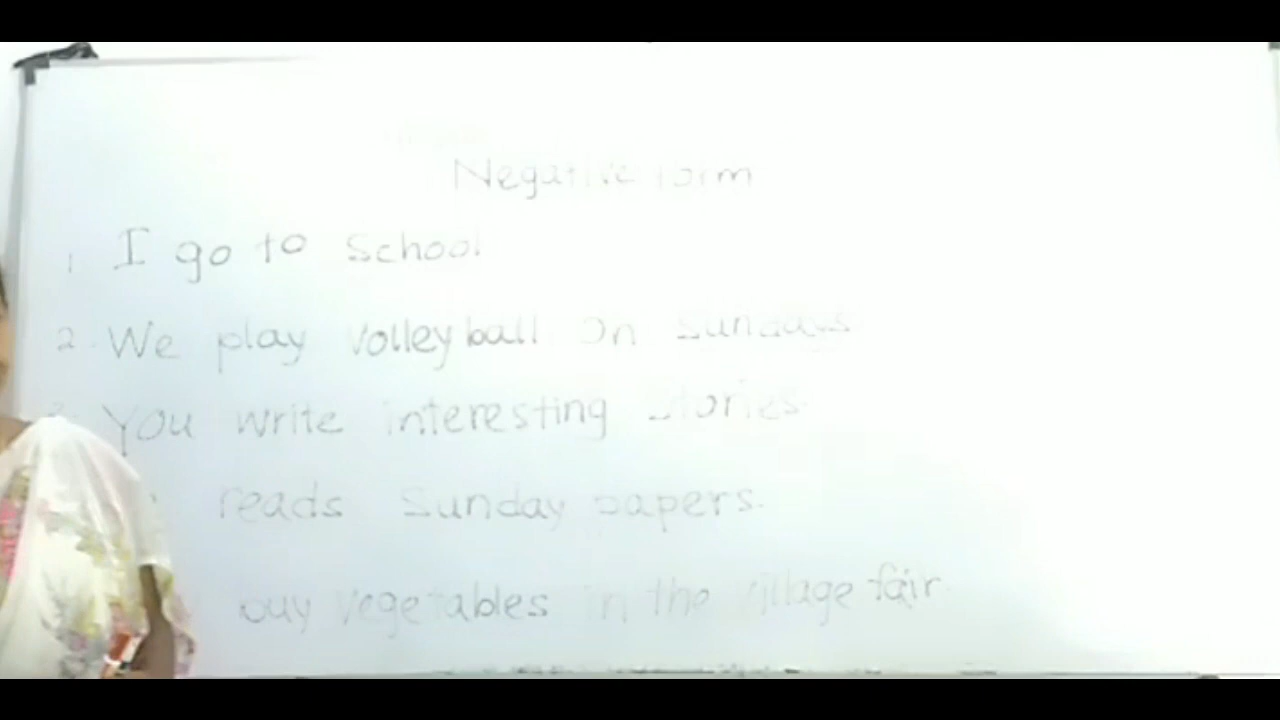 Negative form
1 I go to school
2. We play volleyball on Sundays
You write interesting stories.
reads Sunday papers.
buy vegetables in the village fair.